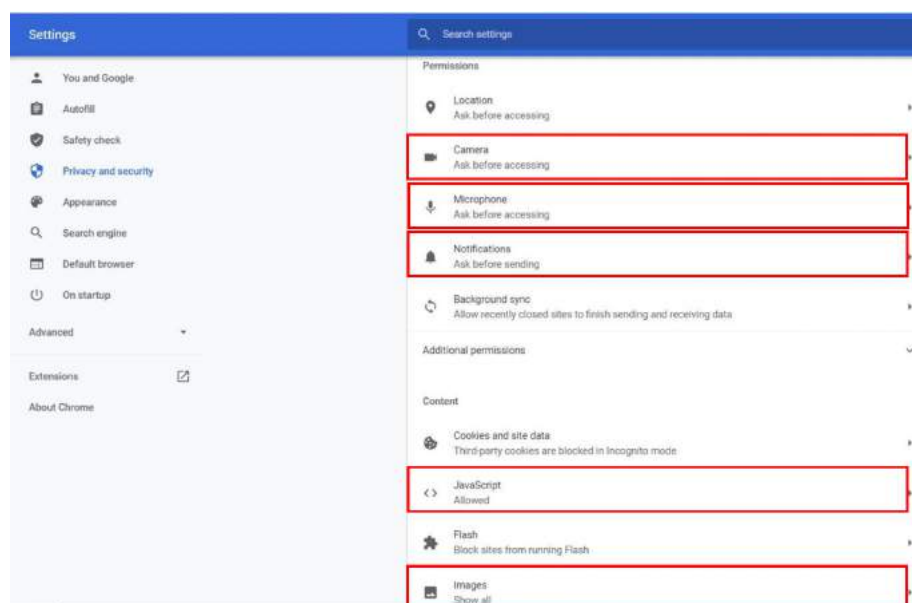 Settings
Search settings
You and Google
Autofill
Safety check
Privacy and security
Appearance
Search engine
Default browser
On startup
Advanced
Extensions
About Chrome
Permissions
Location
Ask before accessing
Camera
Ask before accessing
Microphone
Ask before accessing
Notifications
Ask before sending
Background sync
Allow recently closed sites to finish sending and receiving data
Additional permissions
Content
Cookies and site data
Third-party cookies are blocked in Incognito mode
JavaScript
Allowed
Flash
Block sites from running Flash
Images
Show all